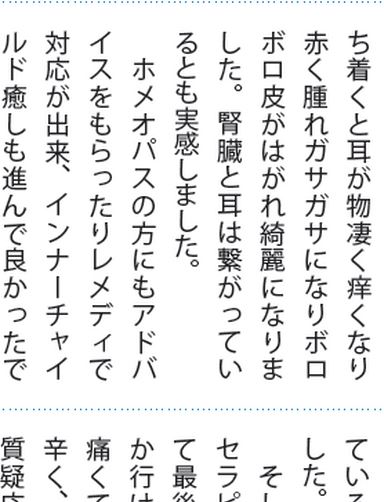 ち着くと耳が物凄く痒くなり
赤く腫れガサガサになりボロ
ボロ皮がはがれ綺麗になりま
した。腎臓と耳は繋がってい
るとも実感しました。
ホメオパスの方にもアドバ
イスをもらったりレメディで
対応が出来、インナーチャイ
ルド癒しも進んで良かったで
ている
した。
そし
セラピ
て最後
か行け
痛くて
辛く、
質疑応